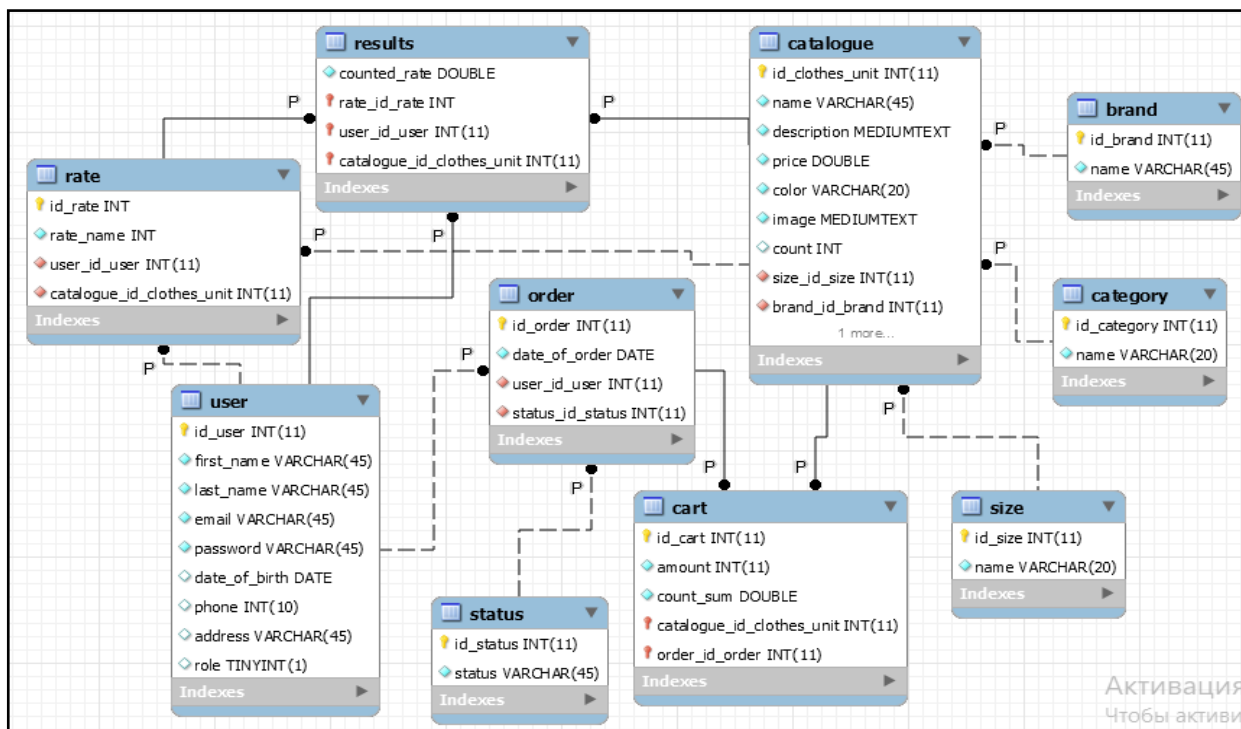 results
counted_rate DOUBLE
rate_id_rate INT
user_id_user INT(11)
catalogue_id_clothes_unit INT(11)
Indexes
catalogue
id_clothes_unit INT(11)
name VARCHAR(45)
description MEDIUMTEXT
price DOUBLE
color VARCHAR(20)
image MEDIUMTEXT
count INT
size_id_size INT(11)
brand_id_brand INT(11)
1 more...
Indexes
brand
id_brand INT(11)
name VARCHAR(45)
Indexes
rate
id_rate INT
rate_name INT
user_id_user INT(11)
catalogue_id_clothes_unit INT(11)
Indexes
order
id_order INT(11)
date_of_order DATE
user_id_user INT(11)
status_id_status INT(11)
Indexes
category
id_category INT(11)
name VARCHAR(20)
Indexes
user
id_user INT(11)
first_name VARCHAR(45)
last_name VARCHAR(45)
email VARCHAR(45)
password VARCHAR(45)
date_of_birth DATE
phone INT(10)
address VARCHAR(45)
role TINYINT(1)
Indexes
status
id_status INT(11)
status VARCHAR(45)
Indexes
cart
id_cart INT(11)
amount INT(11)
count_sum DOUBLE
catalogue_id_clothes_unit INT(11)
order_id_order INT(11)
Indexes
size
id_size INT(11)
name VARCHAR(20)
Indexes
P
P
P
P
P
P
P
P
P
P
P
P
Активация
Чтобы активи